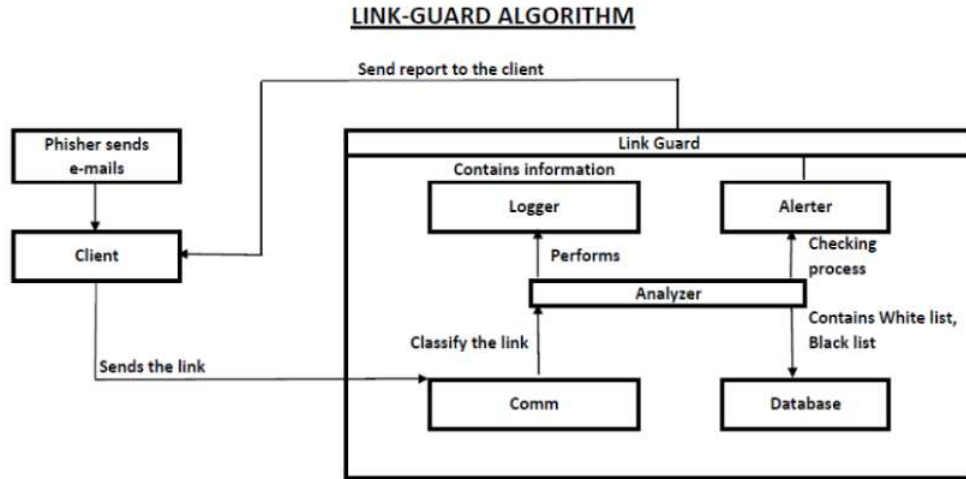 LINK-GUARD ALGORITHM
Send report to the client
Phisher sends
e-mails
Client
Sends the link
Link Guard
Contains information
Logger
Alerter
Performs
Checking
process
Analyzer
Classify the link
Contains White list,
Black list
Comm
Database